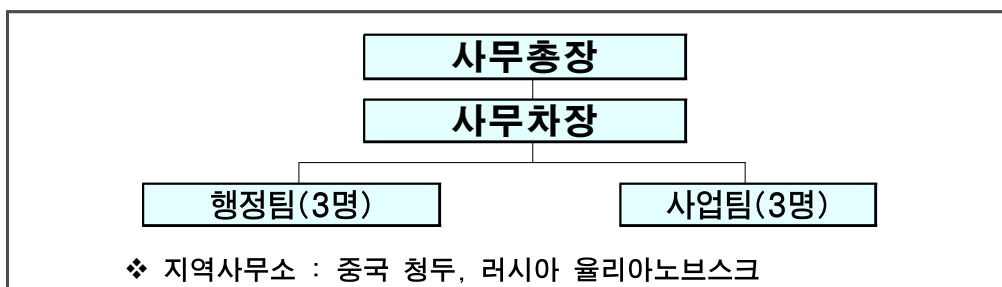 사무총장
사무차장
행정팀(3명) 사업팀(3명)
❖ 지역사무소 : 중국 청두, 러시아 율리아노브스크